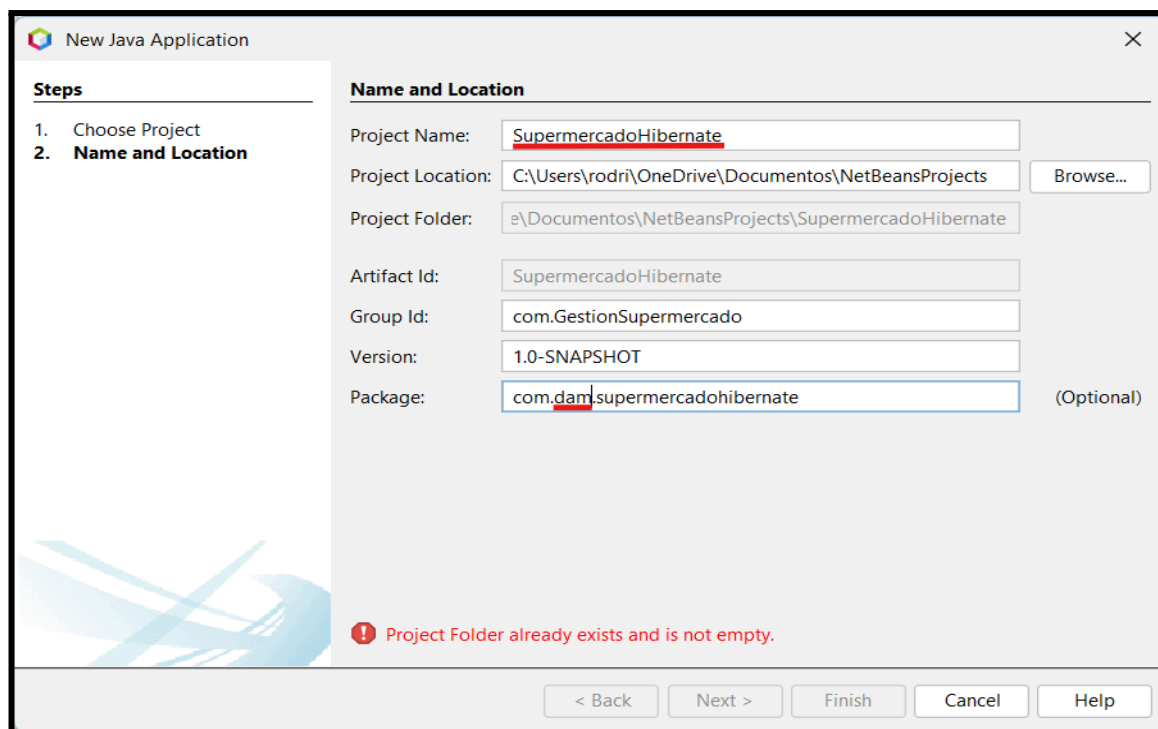 New Java Application
Steps
1. Choose Project
2. Name and Location
Name and Location
Project Name: SupermercadoHibernate
Project Location: C:\Users\rodri\OneDrive\Documentos\NetBeansProjects Browse...
Project Folder: e\Documentos\NetBeansProjects\SupermercadoHibernate
Artifact Id: SupermercadoHibernate
Group Id: com.GestionSupermercado
Version: 1.0-SNAPSHOT
Package: com.dam.supermercadohibernate (Optional)
Project Folder already exists and is not empty.
< Back Next > Finish Cancel Help